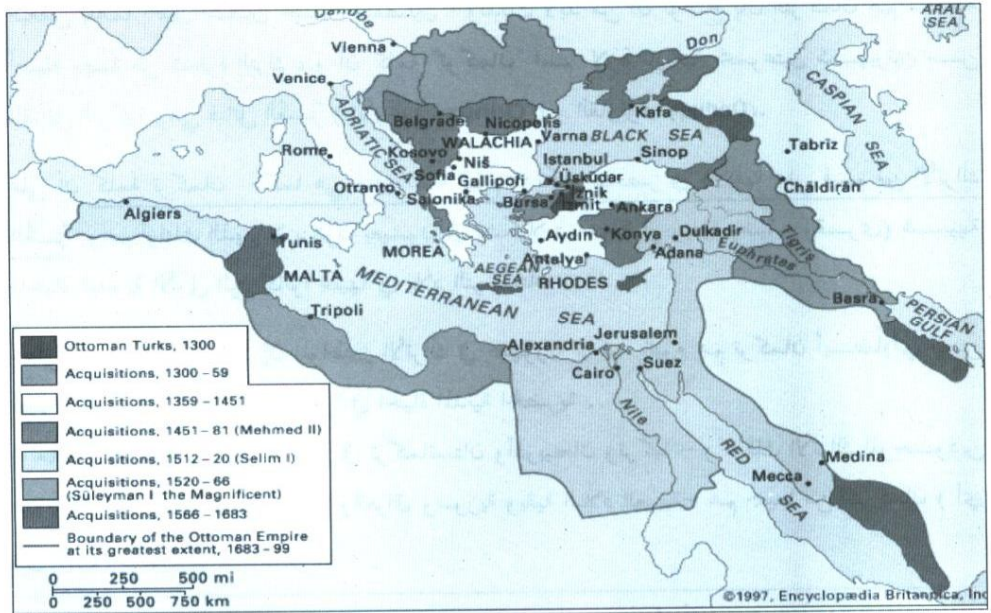 Danube
Vienna
Don
ARAL
SEA
Venice
ADRIATIC SEA
Belgrade
Nicopolis
WALACHIA
Varna
BLACK SEA
Kafa
CASPIAN
SEA
Rome
Kosovo
Niš
Sofia
Istanbul
Sinop
Tabrīz
Otranto
Gallipoli
Üsküdar
Salonika
Bursa
İznik
İzmit
Ankara
Chāldirān
Algiers
Tunis
MOREA
Aydın
Konya
Dulkadir
Tigris
MALTA
AEGEAN
SEA
Antalya
Adana
Euphrates
MEDITERRANEAN
SEA
RHODES
Basra
PERSIAN
GULF
Tripoli
Jerusalem
Alexandria
Cairo
Suez
Nile
RED
SEA
Medina
Mecca
Ottoman Turks, 1300
Acquisitions, 1300-59
Acquisitions, 1359-1451
Acquisitions, 1451-81 (Mehmed II)
Acquisitions, 1512-20 (Selim I)
Acquisitions, 1520-66
(Süleyman I the Magnificent)
Acquisitions, 1566-1683
Boundary of the Ottoman Empire
at its greatest extent, 1683-99
0 250 500 mi
0 250 500 750 km
©1997, Encyclopædia Britannica, Inc